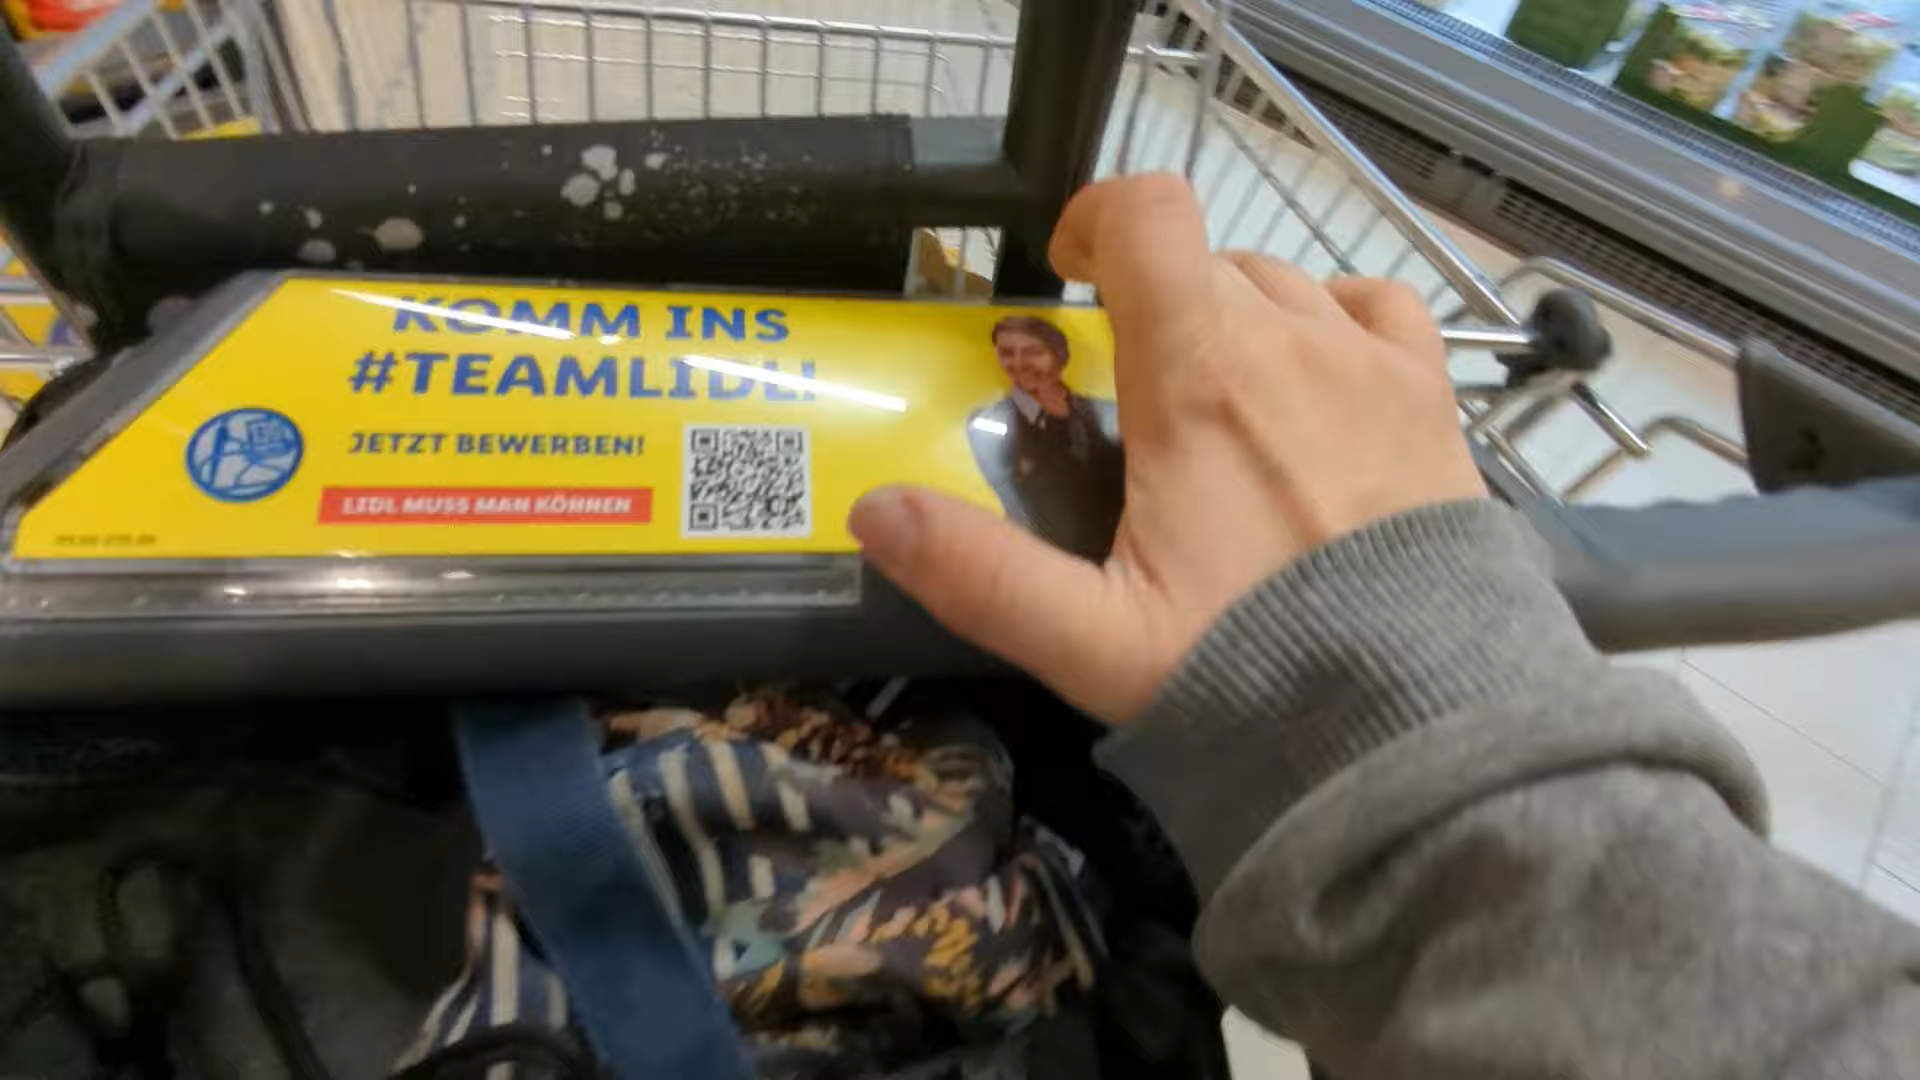 KOMM INS
#TEAMLIDL!
JETZT BEWERBEN!
LIDL MUSS MAN KÖNNEN